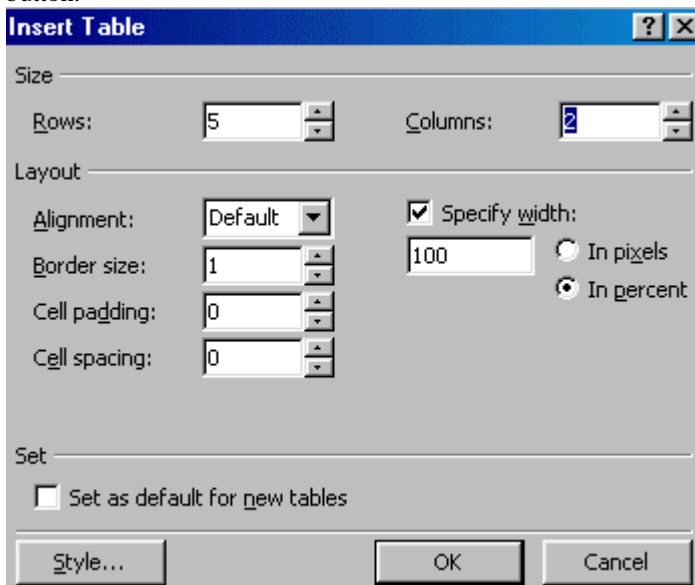 button.
Insert Table
Size
Rows: 5 Columns: 2
Layout
Alignment: Default Specify width:
Border size: 1 100 In pixels
In percent
Cell padding: 0
Cell spacing: 0
Set
Set as default for new tables
Style... OK Cancel